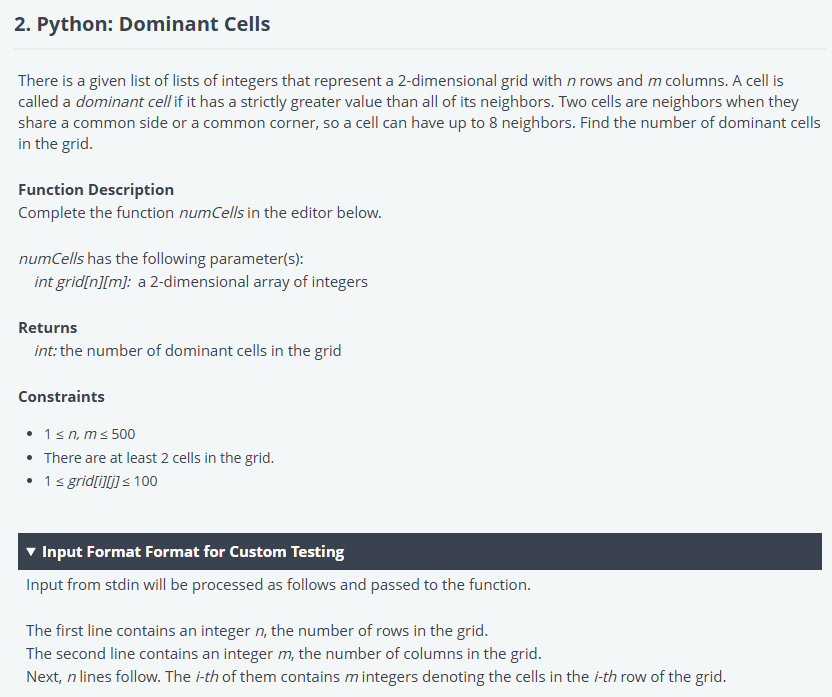 2. Python: Dominant Cells
There is a given list of lists of integers that represent a 2-dimensional grid with n rows and m columns. A cell is
called a dominant cell if it has a strictly greater value than all of its neighbors. Two cells are neighbors when they
share a common side or a common corner, so a cell can have up to 8 neighbors. Find the number of dominant cells
in the grid.
Function Description
Complete the function numCells in the editor below.
numCells has the following parameter(s):
int grid[n][m]: a 2-dimensional array of integers
Returns
int: the number of dominant cells in the grid
Constraints
• 1 ≤ n, m ≤ 500
• There are at least 2 cells in the grid.
• 1 ≤ grid[i][j] ≤ 100
▼ Input Format Format for Custom Testing
Input from stdin will be processed as follows and passed to the function.
The first line contains an integer n, the number of rows in the grid.
The second line contains an integer m, the number of columns in the grid.
Next, n lines follow. The i-th of them contains m integers denoting the cells in the i-th row of the grid.